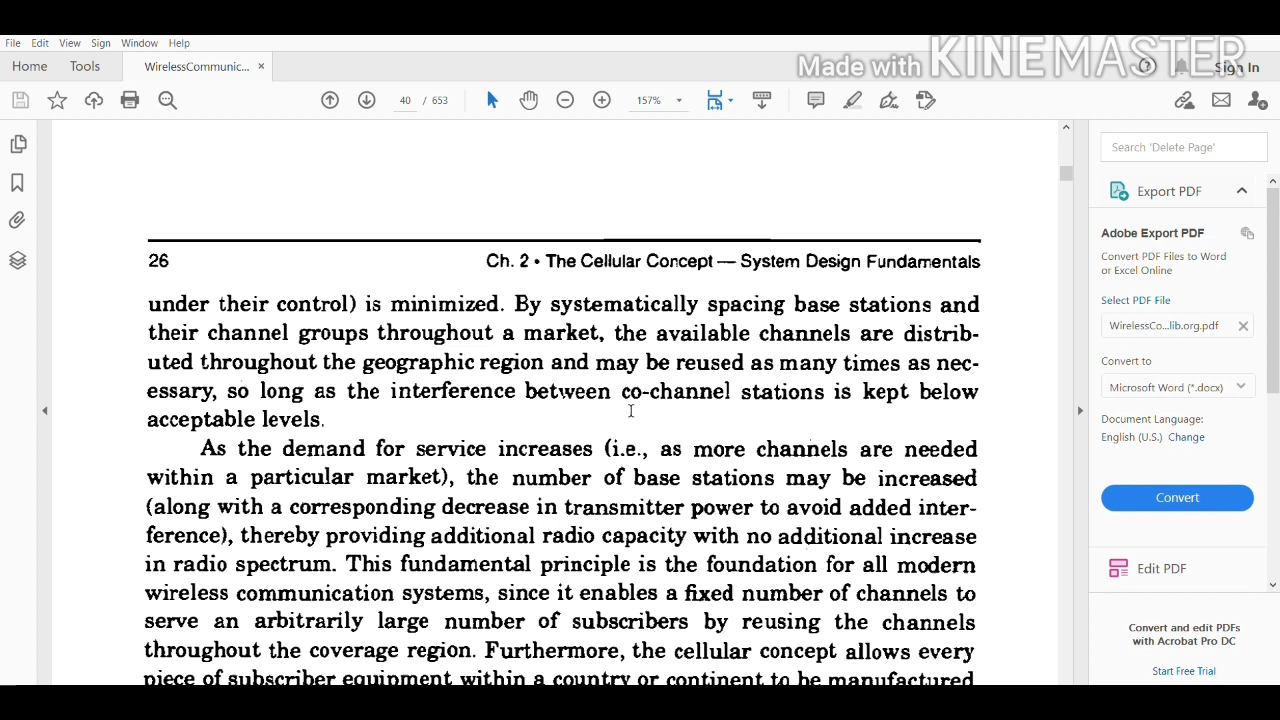 File Edit View Sign Window Help
Made with KINEMASTER
Home Tools WirelessCommunic... × Sign In
40 / 653 157%
Search 'Delete Page'
Export PDF
Adobe Export PDF
Convert PDF Files to Word
or Excel Online
Select PDF File
WirelessCo...lib.org.pdf
Convert to
Microsoft Word (*.docx)
Document Language:
English (U.S.) Change
Convert
Edit PDF
Convert and edit PDFs
with Acrobat Pro DC
Start Free Trial
26 Ch. 2 • The Cellular Concept — System Design Fundamentals
under their control) is minimized. By systematically spacing base stations and
their channel groups throughout a market, the available channels are distrib-
uted throughout the geographic region and may be reused as many times as nec-
essary, so long as the interference between co-channel stations is kept below
acceptable levels.
As the demand for service increases (i.e., as more channels are needed
within a particular market), the number of base stations may be increased
(along with a corresponding decrease in transmitter power to avoid added inter-
ference), thereby providing additional radio capacity with no additional increase
in radio spectrum. This fundamental principle is the foundation for all modern
wireless communication systems, since it enables a fixed number of channels to
serve an arbitrarily large number of subscribers by reusing the channels
throughout the coverage region. Furthermore, the cellular concept allows every
piece of subscriber equipment within a country or continent to be manufactured